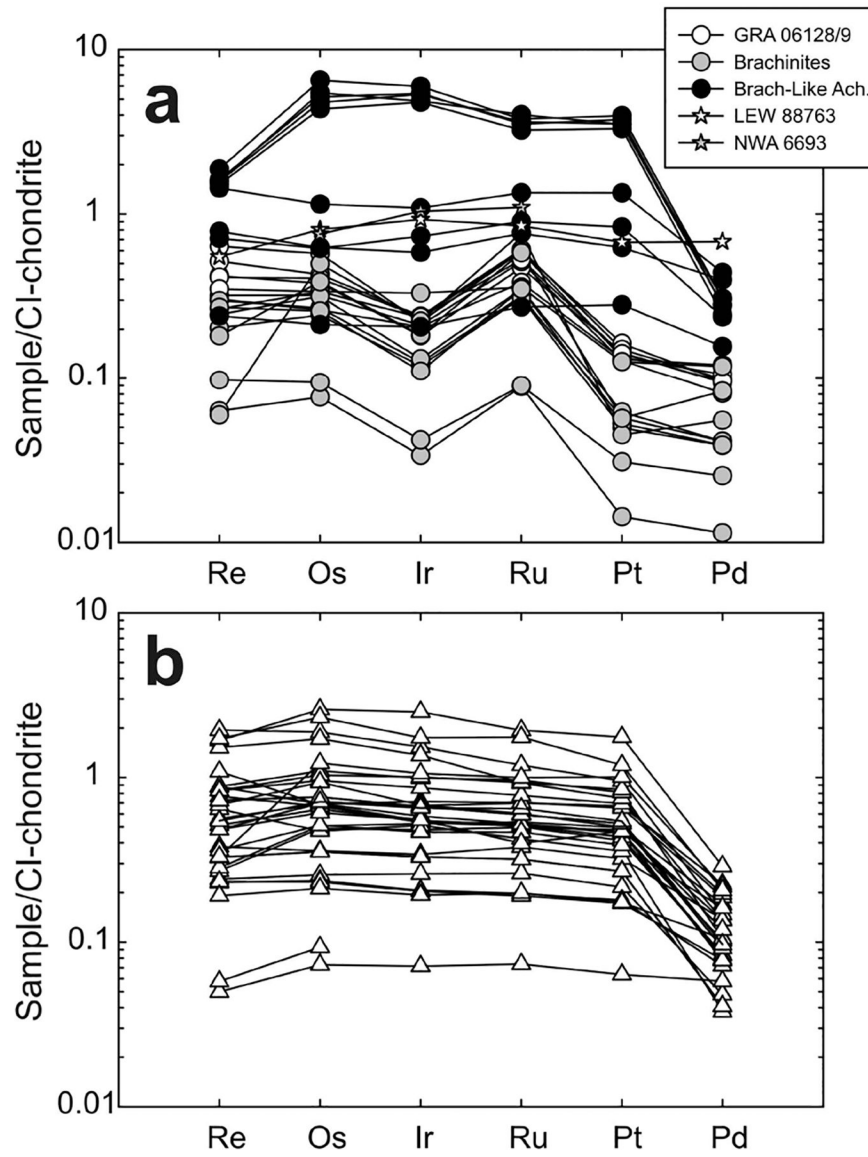 GRA 06128/9
Brachinites
Brach-Like Ach.
LEW 88763
NWA 6693
a
10
1
0.1
0.01
Sample/CI-chondrite
Re Os Ir Ru Pt Pd
b
10
1
0.1
0.01
Sample/CI-chondrite
Re Os Ir Ru Pt Pd